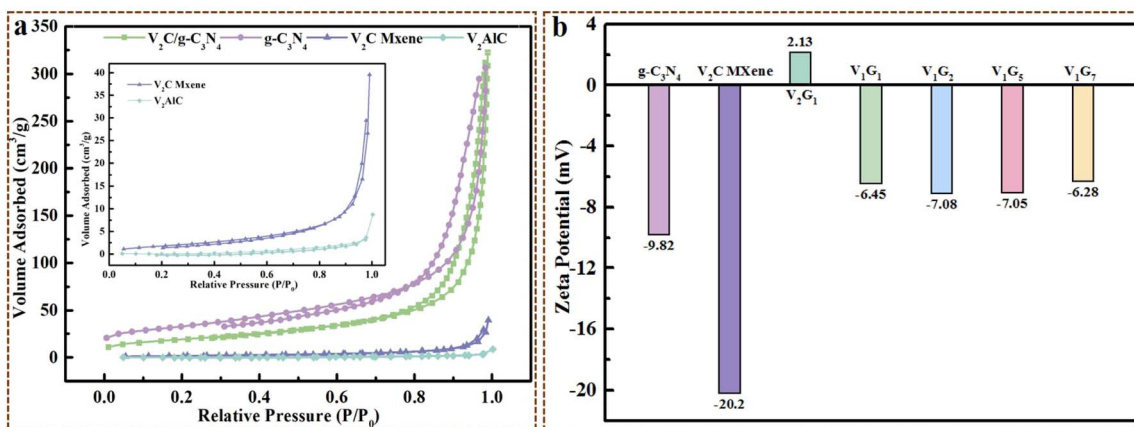 a
V₂C/g-C₃N₄ g-C₃N₄ V₂C Mxene V₂AlC
Volume Adsorbed (cm³/g)
350
300
250
200
150
100
50
0
0.0 0.2 0.4 0.6 0.8 1.0
Relative Pressure (P/P₀)
V₂C Mxene
V₂AlC
Volume Adsorbed (cm³/g)
40
35
30
25
20
15
10
5
0
0.0 0.2 0.4 0.6 0.8 1.0
Relative Pressure (P/P₀)
b
Zeta Potential (mV)
4
0
-4
-8
-12
-16
-20
2.13
g-C₃N₄ V₂C MXene V₂G₁ V₁G₁ V₁G₂ V₁G₅ V₁G₇
-9.82
-20.2
-6.45
-7.08
-7.05
-6.28